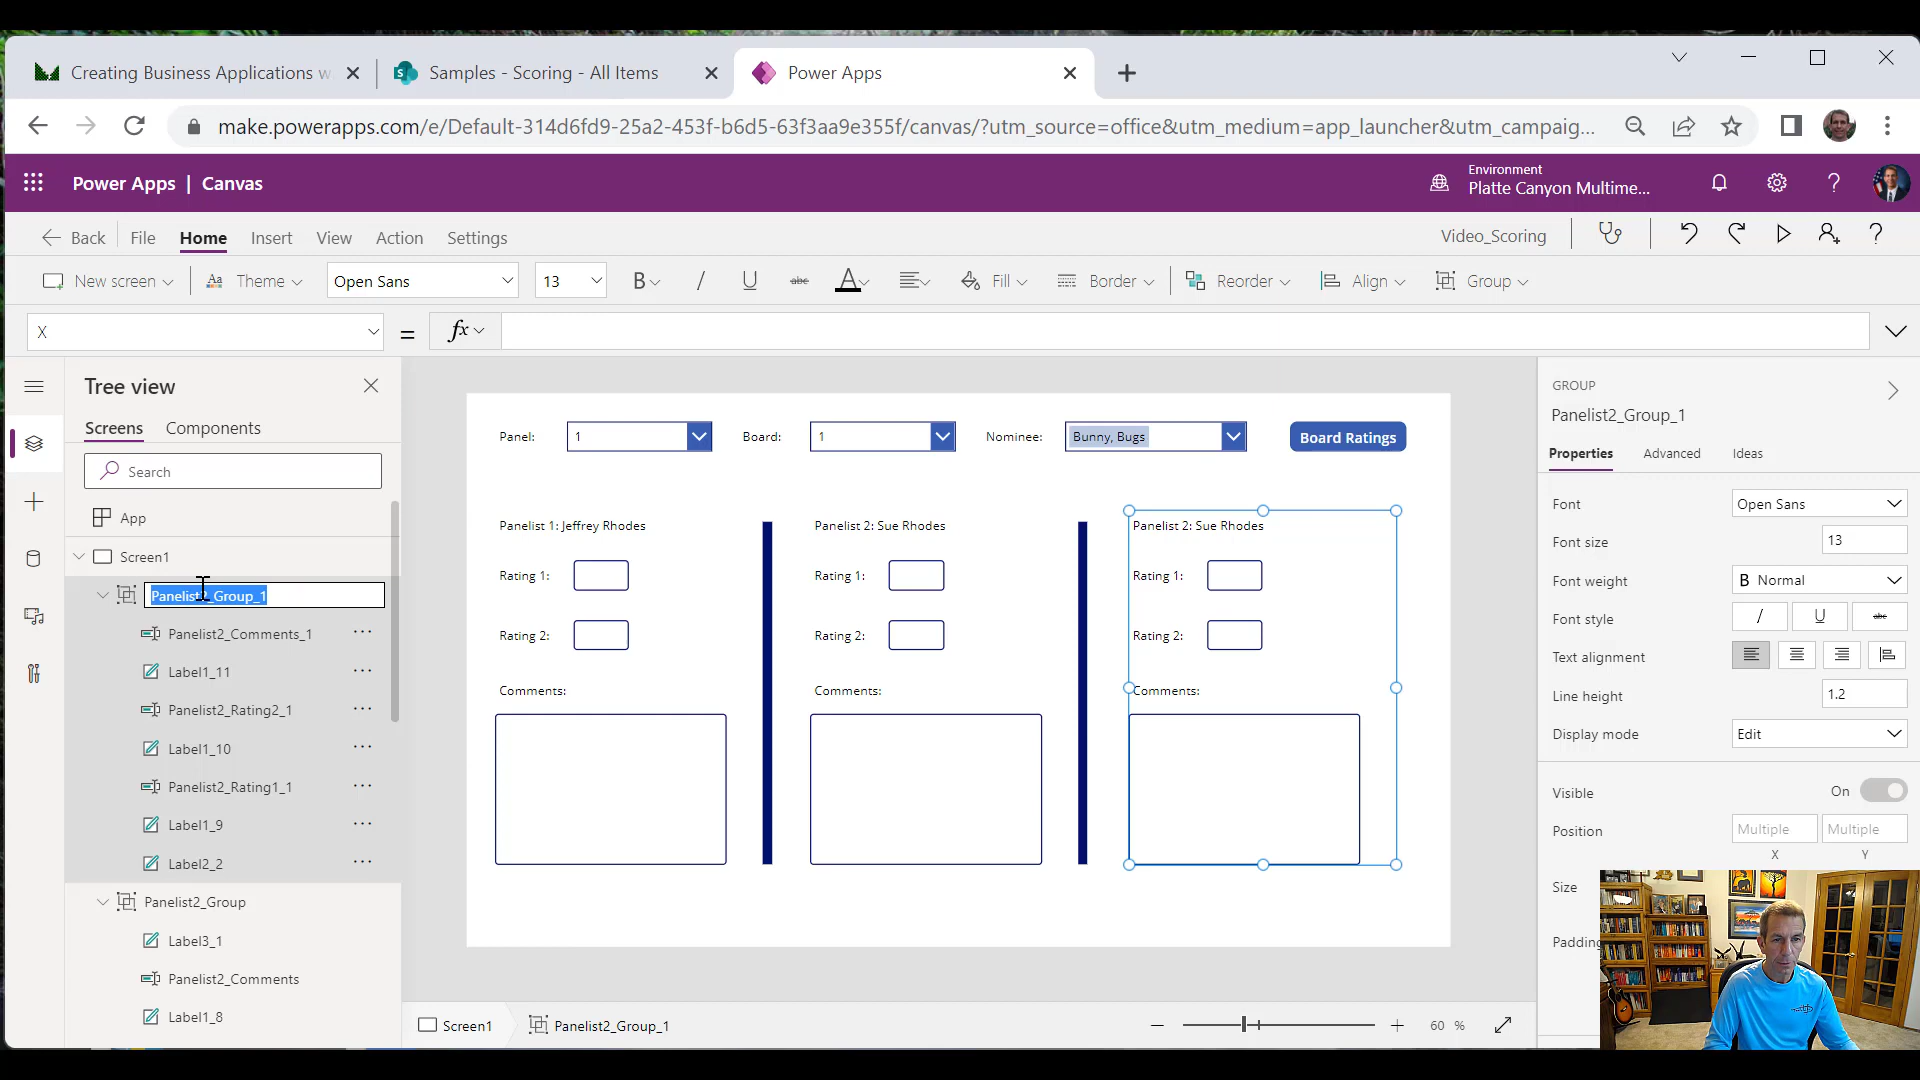 Creating Business Applications w
Samples - Scoring - All Items
Power Apps
make.powerapps.com/e/Default-314d6fd9-25a2-453f-b6d5-63f3aa9e355f/canvas/?utm_source=office&utm_medium=app_launcher&utm_campaig...
Power Apps | Canvas
Environment
Platte Canyon Multime...
Back
File
Home
Insert
View
Action
Settings
Video_Scoring
New screen
Theme
Open Sans
13
B
Fill
Border
Reorder
Align
Group
X
=
fx
Tree view
Screens
Components
Search
App
Screen1
Panelist2_Group_1
Panelist2_Comments_1
Label1_11
Panelist2_Rating2_1
Label1_10
Panelist2_Rating1_1
Label1_9
Label2_2
Panelist2_Group
Label3_1
Panelist2_Comments
Label1_8
Panel:
1
Board:
1
Nominee:
Bunny, Bugs
Board Ratings
Panelist 1: Jeffrey Rhodes
Rating 1:
Rating 2:
Comments:
Panelist 2: Sue Rhodes
Rating 1:
Rating 2:
Comments:
Panelist 2: Sue Rhodes
Rating 1:
Rating 2:
Comments:
Screen1
Panelist2_Group_1
60 %
GROUP
Panelist2_Group_1
Properties
Advanced
Ideas
Font
Open Sans
Font size
13
Font weight
B Normal
Font style
/ U abc
Text alignment
Line height
1.2
Display mode
Edit
Visible
On
Position
Multiple
Multiple
X
Y
Size
Padding